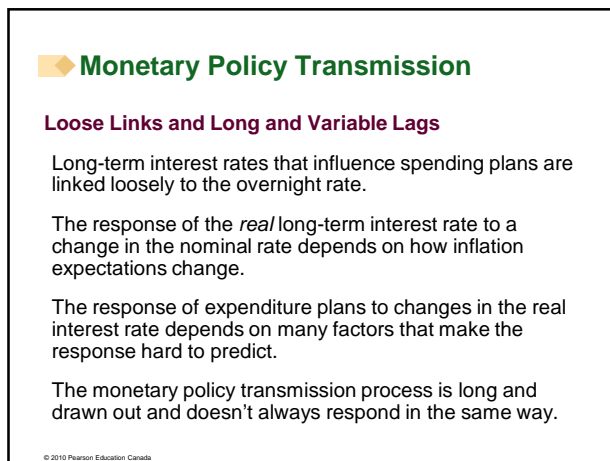 Monetary Policy Transmission
Loose Links and Long and Variable Lags
Long-term interest rates that influence spending plans are
linked loosely to the overnight rate.
The response of the real long-term interest rate to a
change in the nominal rate depends on how inflation
expectations change.
The response of expenditure plans to changes in the real
interest rate depends on many factors that make the
response hard to predict.
The monetary policy transmission process is long and
drawn out and doesn't always respond in the same way.
© 2010 Pearson Education Canada